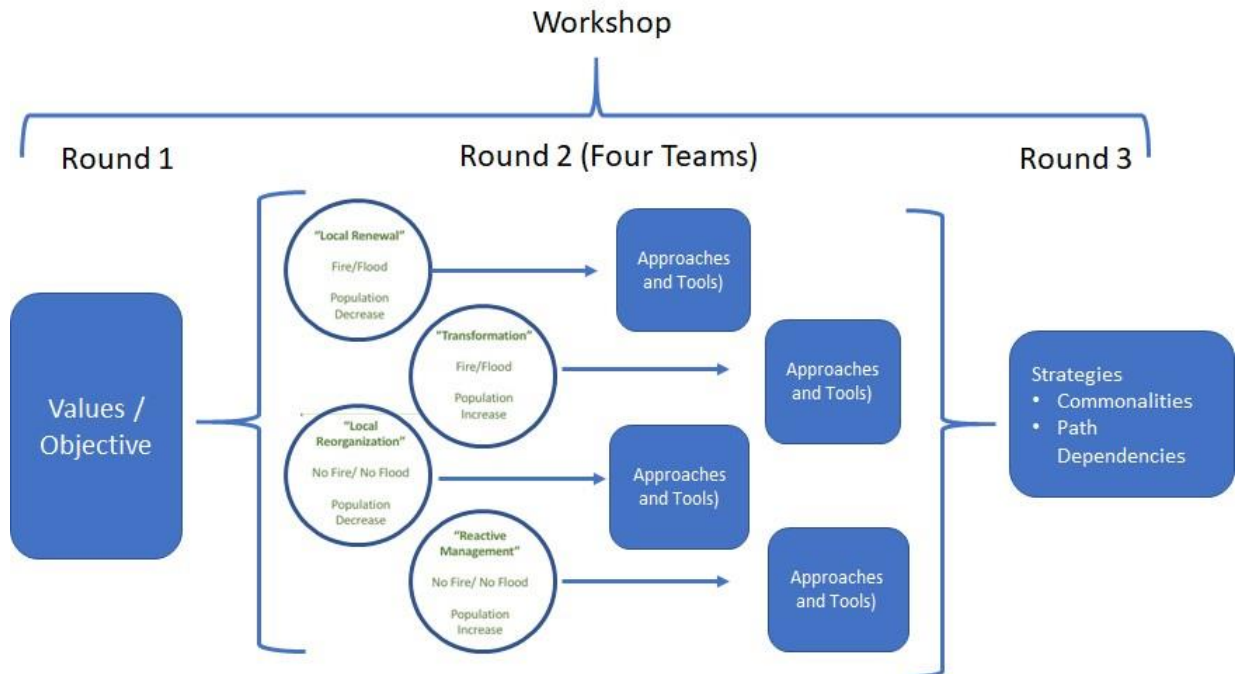 Workshop
Round 1
Round 2 (Four Teams)
Round 3
Values /
Objective
“Local Renewal”
Fire/Flood
Population
Decrease
Approaches
and Tools)
“Transformation”
Fire/Flood
Population
Increase
Approaches
and Tools)
“Local
Reorganization”
No Fire/ No Flood
Population
Decrease
Approaches
and Tools)
“Reactive
Management”
No Fire/ No Flood
Population
Increase
Approaches
and Tools)
Strategies
• Commonalities
• Path
Dependencies